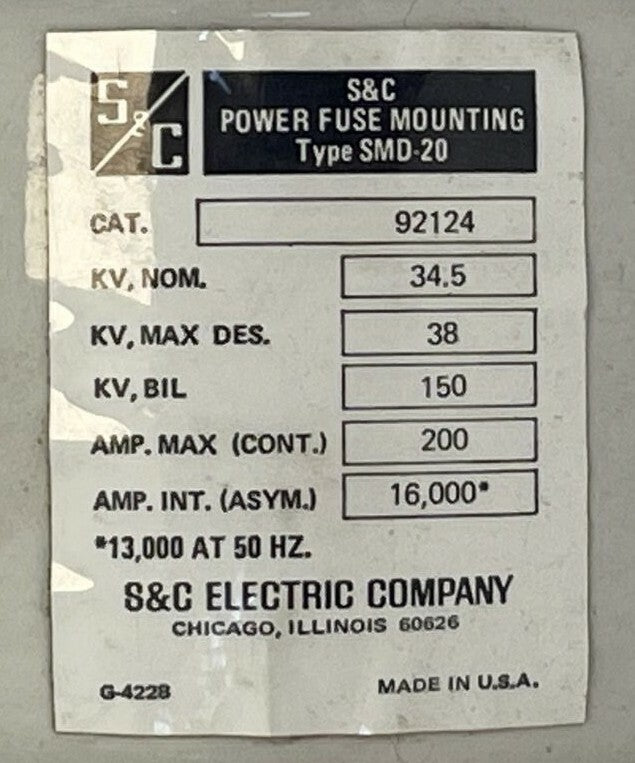 S&C
S&C
POWER FUSE MOUNTING
Type SMD-20
CAT. 92124
KV, NOM. 34.5
KV, MAX DES. 38
KV, BIL 150
AMP. MAX (CONT.) 200
AMP. INT. (ASYM.) 16,000*
*13,000 AT 50 HZ.
S&C ELECTRIC COMPANY
CHICAGO, ILLINOIS 60626
G-4228 MADE IN U.S.A.